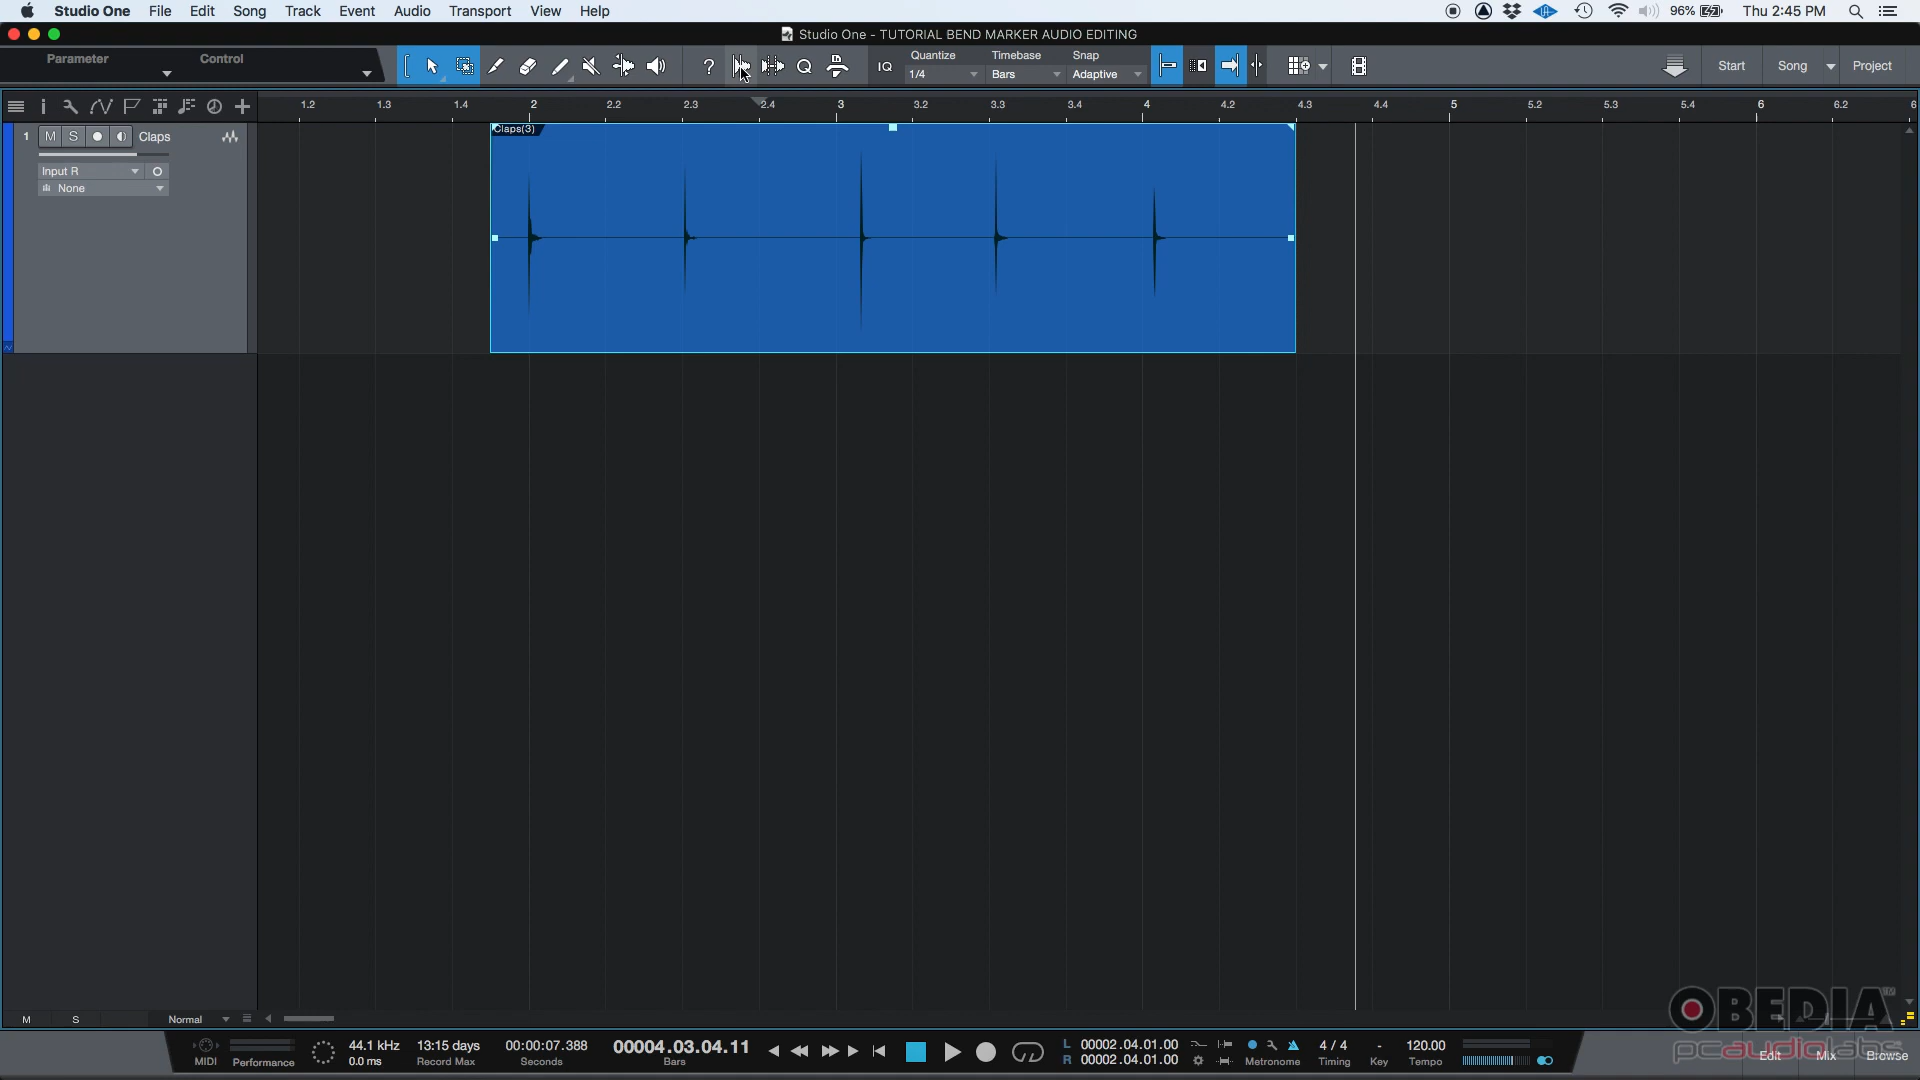 Studio One File Edit Song Track Event Audio Transport View Help 96% Thu 2:45 PM
Studio One - TUTORIAL BEND MARKER AUDIO EDITING
Parameter Control ? Q IQ Quantize 1/4 Timebase Bars Snap Adaptive Start Song Project
1.2 1.3 1.4 2 2.2 2.3 2.4 3 3.2 3.3 3.4 4 4.2 4.3 4.4 5 5.2 5.3 5.4 6 6.2 6
1 M S Claps
Claps(3)
Input R
None
M S Normal
OBEDIA
pcaudiolabs
MIDI Performance
44.1 kHz
0.0 ms
13:15 days
Record Max
00:00:07.388
Seconds
00004.03.04.11
Bars
L 00002.04.01.00
R 00002.04.01.00
Metronome
4 / 4
Timing
-
Key
120.00
Tempo
Edit Mix Browse